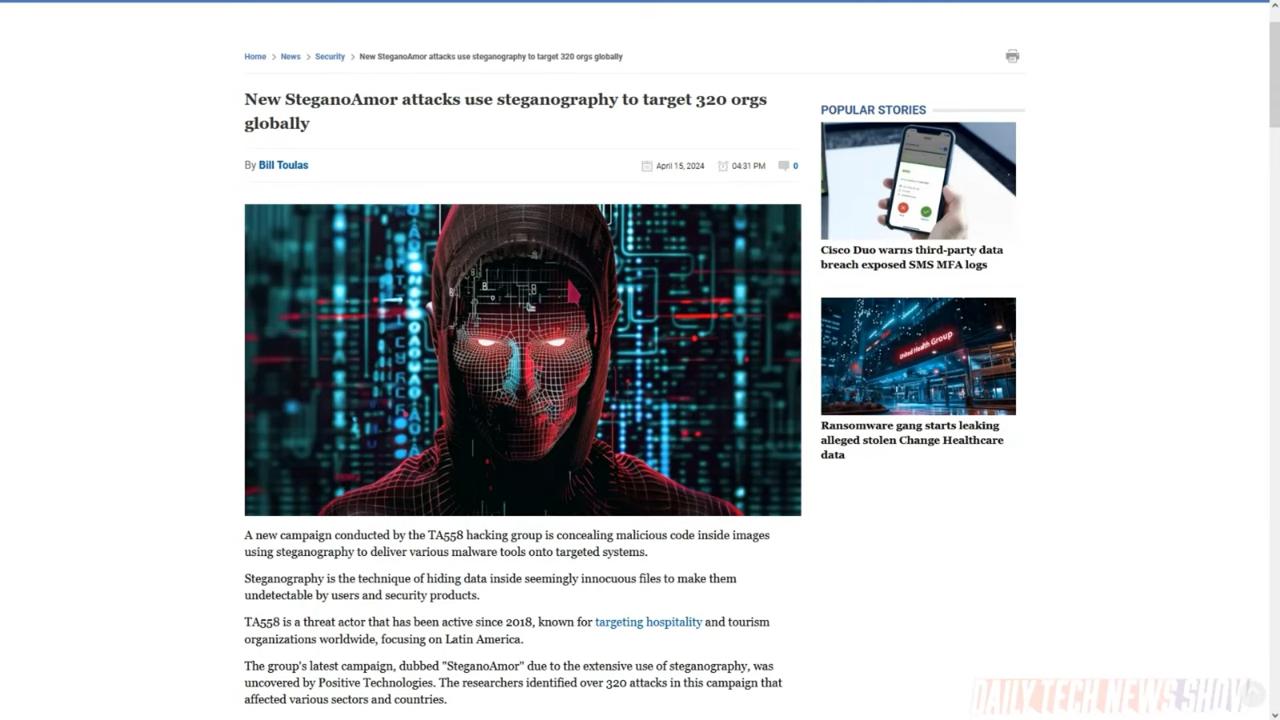 Home > News > Security > New SteganoAmor attacks use steganography to target 320 orgs globally
New SteganoAmor attacks use steganography to target 320 orgs
globally
By Bill Toulas
April 15, 2024 04:31 PM 0
A new campaign conducted by the TA558 hacking group is concealing malicious code inside images
using steganography to deliver various malware tools onto targeted systems.
Steganography is the technique of hiding data inside seemingly innocuous files to make them
undetectable by users and security products.
TA558 is a threat actor that has been active since 2018, known for targeting hospitality and tourism
organizations worldwide, focusing on Latin America.
The group's latest campaign, dubbed "SteganoAmor" due to the extensive use of steganography, was
uncovered by Positive Technologies. The researchers identified over 320 attacks in this campaign that
affected various sectors and countries.
POPULAR STORIES
Cisco Duo warns third-party data
breach exposed SMS MFA logs
United Health Group
Ransomware gang starts leaking
alleged stolen Change Healthcare
data
DAILY TECH NEWS SHOW